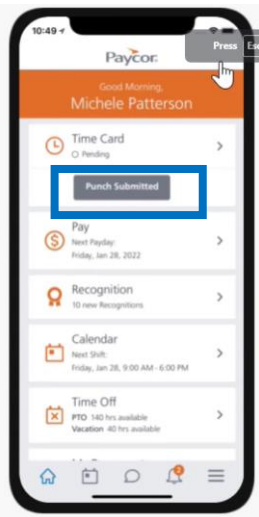 10:49
Press Esc
Paycor
Good Morning,
Michele Patterson
Time Card
Pending
Punch Submitted
Pay
Next Payday:
Friday, Jan 28, 2022
Recognition
10 new Recognitions
Calendar
Next Shift:
Friday, Jan 28, 9:00 AM - 6:00 PM
Time Off
PTO 140 hrs available
Vacation 40 hrs available